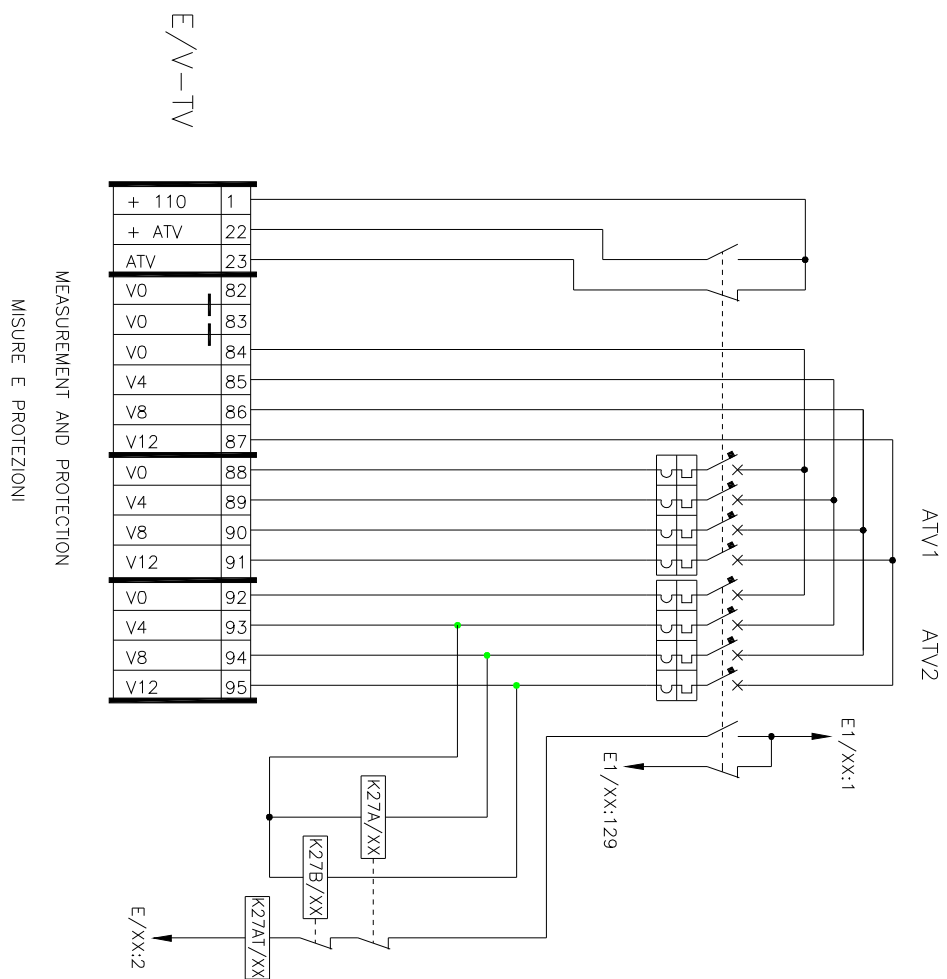 E/V-TV
MEASUREMENT AND PROTECTION
MISURE E PROTEZIONI
+ 110 1
+ ATV 22
ATV 23
V0 82
V0 83
V0 84
V4 85
V8 86
V12 87
V0 88
V4 89
V8 90
V12 91
V0 92
V4 93
V8 94
V12 95
ATV1
ATV2
E1/XX:1
E1/XX:129
K27A/XX
K27B/XX
K27AT/XX
E/XX:2